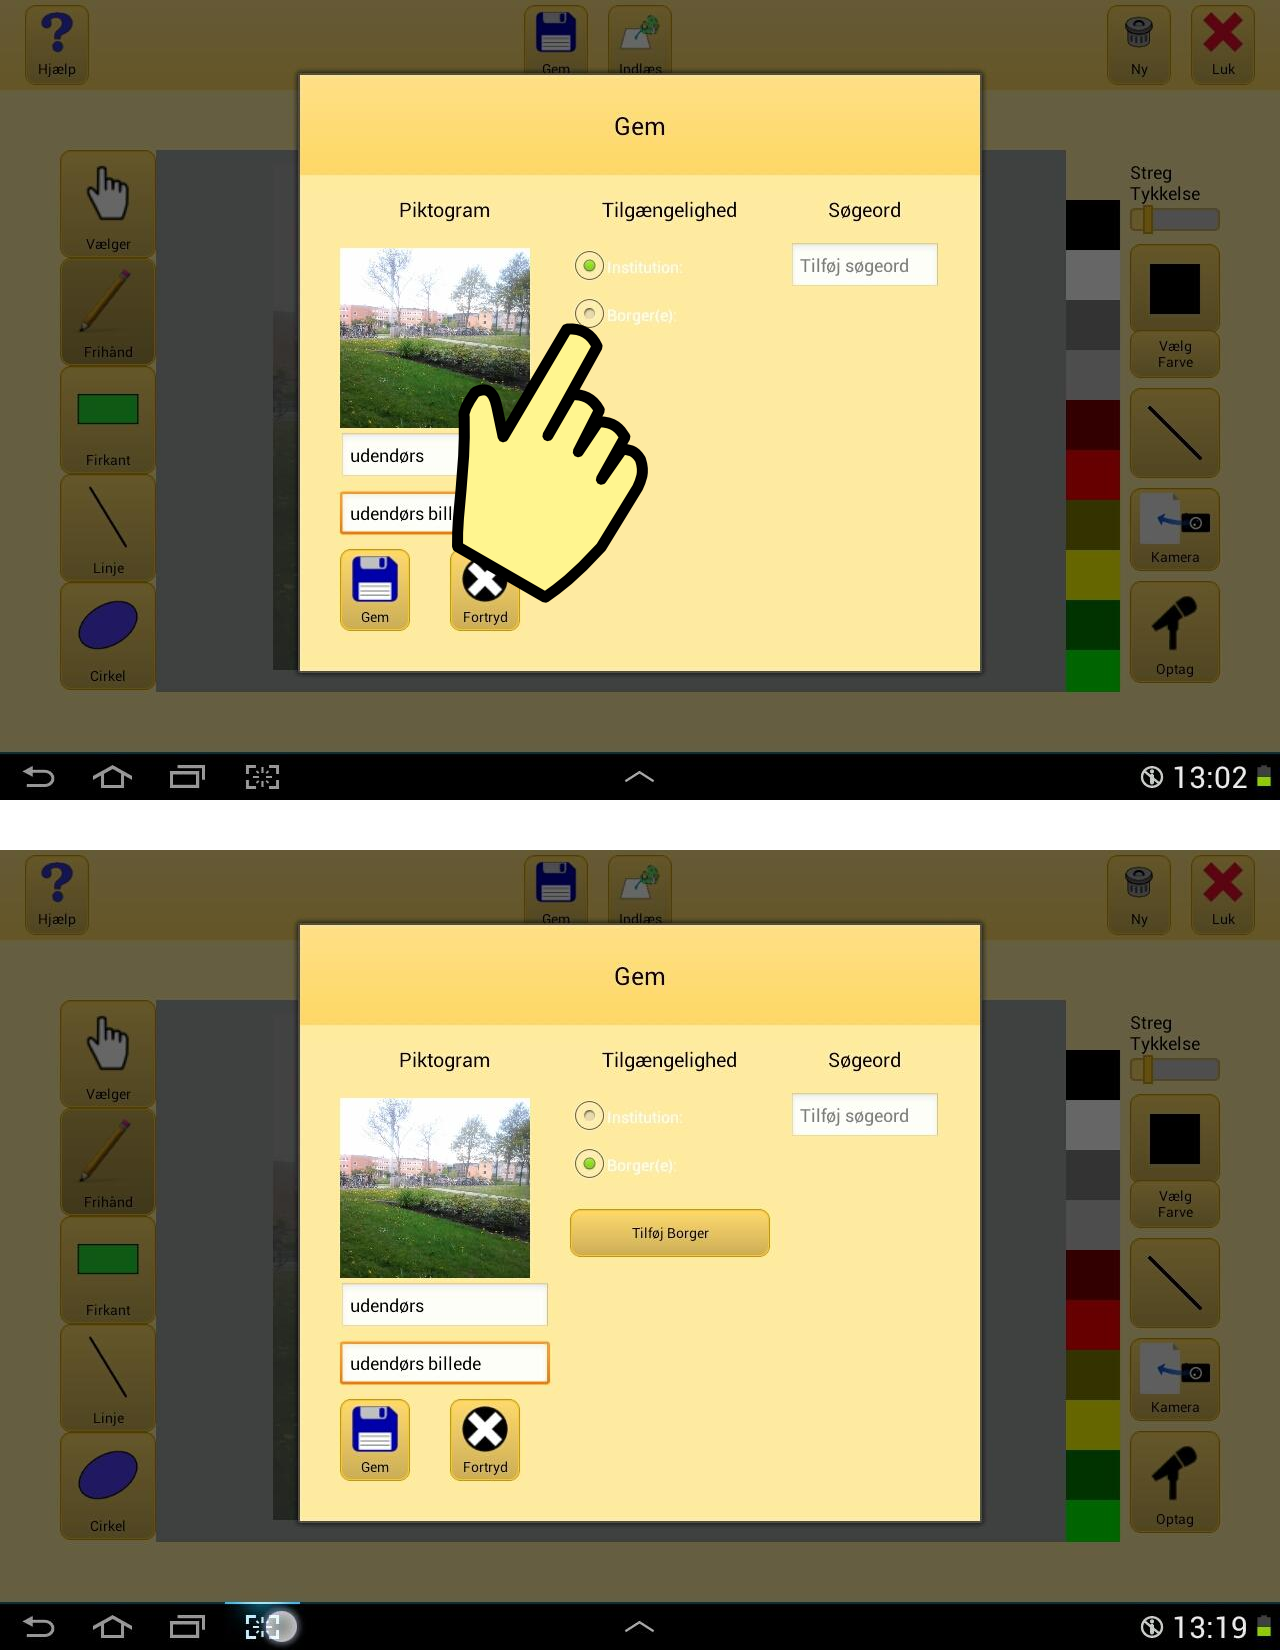 Hjælp
Gem
Indlæs
Ny
Luk
Gem
Piktogram
Tilgængelighed
Søgeord
Institution:
Tilføj søgeord
Borger(e):
udendørs
udendørs bill
Gem
Fortryd
Vælger
Frihånd
Firkant
Linje
Cirkel
Streg
Tykkelse
Vælg
Farve
Kamera
Optag
13:02
Hjælp
Gem
Indlæs
Ny
Luk
Gem
Piktogram
Tilgængelighed
Søgeord
Institution:
Tilføj søgeord
Borger(e):
Tilføj Borger
udendørs
udendørs billede
Gem
Fortryd
Vælger
Frihånd
Firkant
Linje
Cirkel
Streg
Tykkelse
Vælg
Farve
Kamera
Optag
13:19